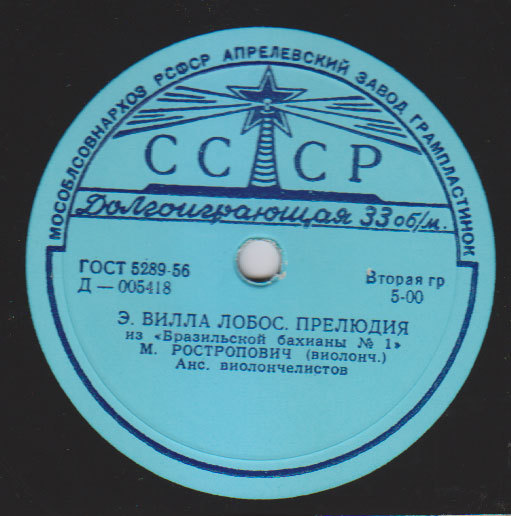 МОСОБЛСОВНАРХОЗ РСФСР АПРЕЛЕВСКИЙ ЗАВОД ГРАМПЛАСТИНОК
СССР
Долгоиграющая 33 об/м.
ГОСТ 5289-56
Д — 005418
Вторая гр
5-00
Э. ВИЛЛА ЛОБОС. ПРЕЛЮДИЯ
из «Бразильской бахианы № 1»
М. РОСТРОПОВИЧ (виолонч.)
Анс. виолончелистов